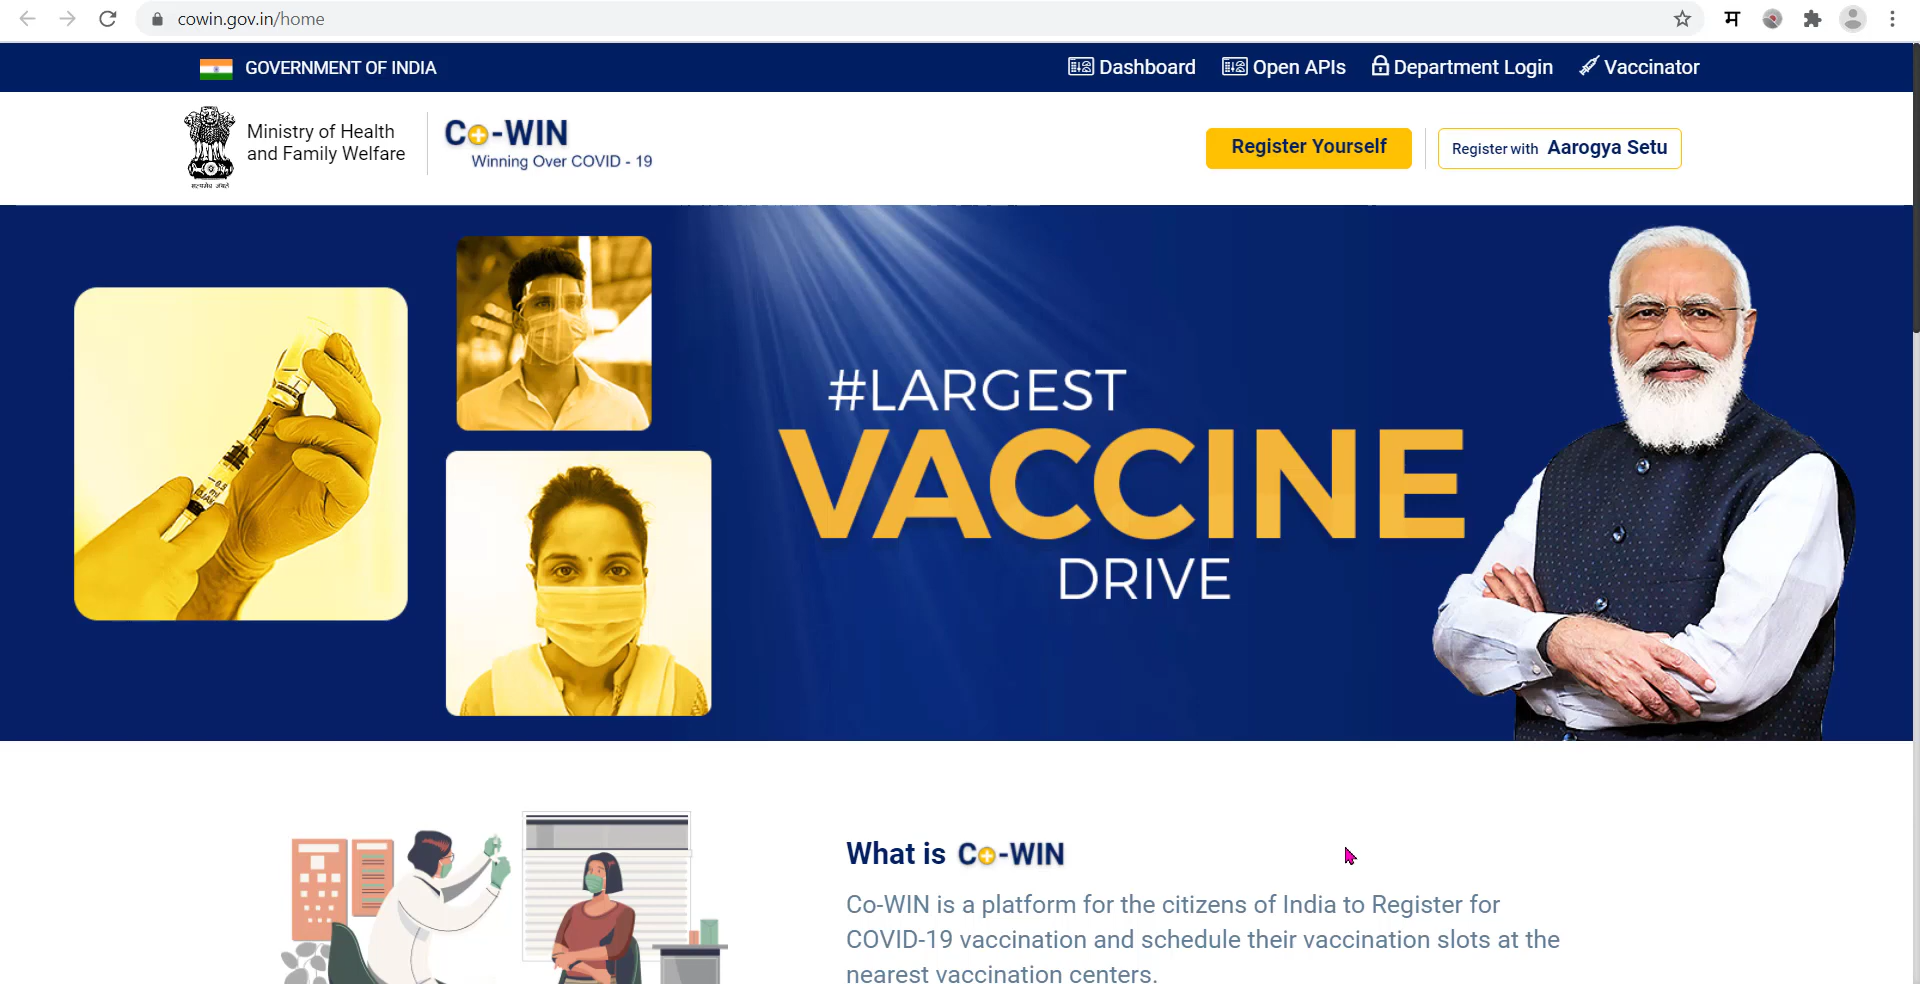 cowin.gov.in/home
म
GOVERNMENT OF INDIA
Dashboard
Open APIs
Department Login
Vaccinator
Ministry of Health
and Family Welfare
Co-WIN
Winning Over COVID - 19
Register Yourself
Register with Aarogya Setu
सत्यमेव जयते
#LARGEST
VACCINE
DRIVE
What is Co-WIN
Co-WIN is a platform for the citizens of India to Register for
COVID-19 vaccination and schedule their vaccination slots at the
nearest vaccination centers.